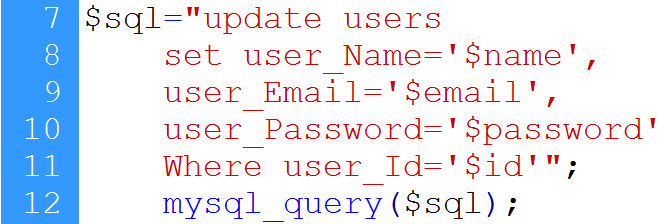 7 $sql="update users
8 set user_Name='$name',
9 user_Email='$email',
10 user_Password='$password'
11 Where user_Id='$id'";
12 mysql_query($sql);